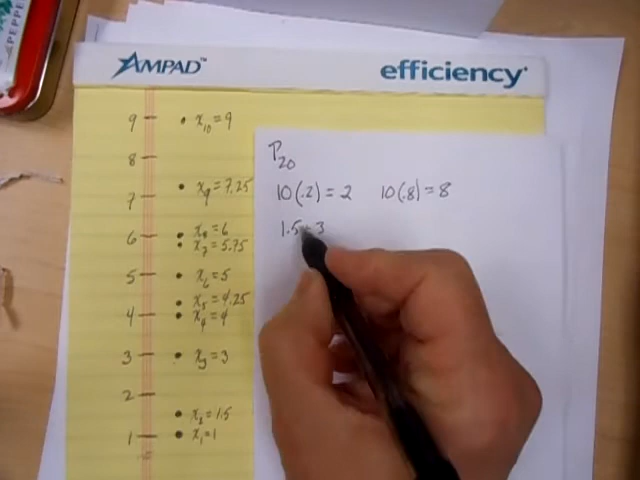 PEPPE
AMPAD™ efficiency®
9 • x₁₀ = 9
8
7 • x₉ = 7.25
6 • x₈ = 6
• x₇ = 5.75
5 • x₆ = 5
• x₅ = 4.25
4 • x₄ = 4
3 • x₃ = 3
2
• x₂ = 1.5
1 • x₁ = 1
P₂₀
10(.2) = 2 10(.8) = 8
1.5 3